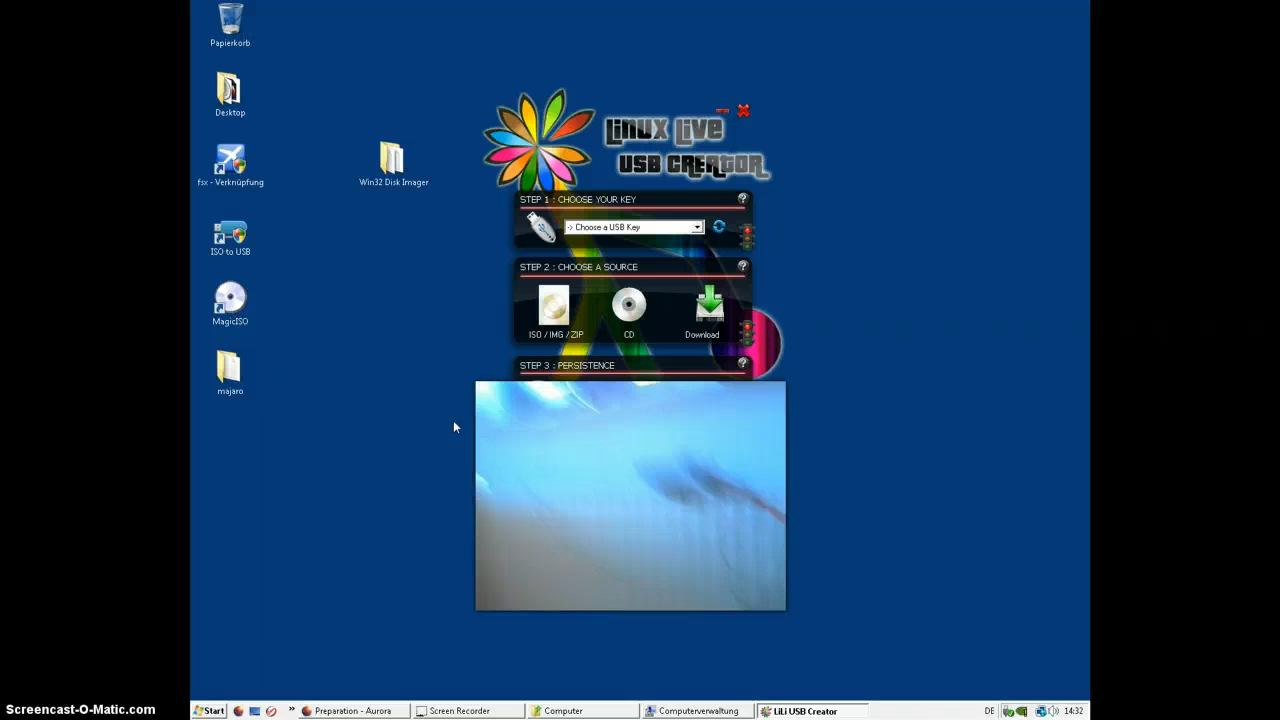 Papierkorb
Desktop
fsx - Verknüpfung
ISO to USB
MagicISO
majaro
Win32 Disk Imager
Linux Live
USB Creator
STEP 1 : CHOOSE YOUR KEY
-> Choose a USB Key
STEP 2 : CHOOSE A SOURCE
ISO / IMG / ZIP
CD
Download
STEP 3 : PERSISTENCE
Screencast-O-Matic.com
Start
Preparation - Aurora
Screen Recorder
Computer
Computerverwaltung
LiLi USB Creator
DE
14:32